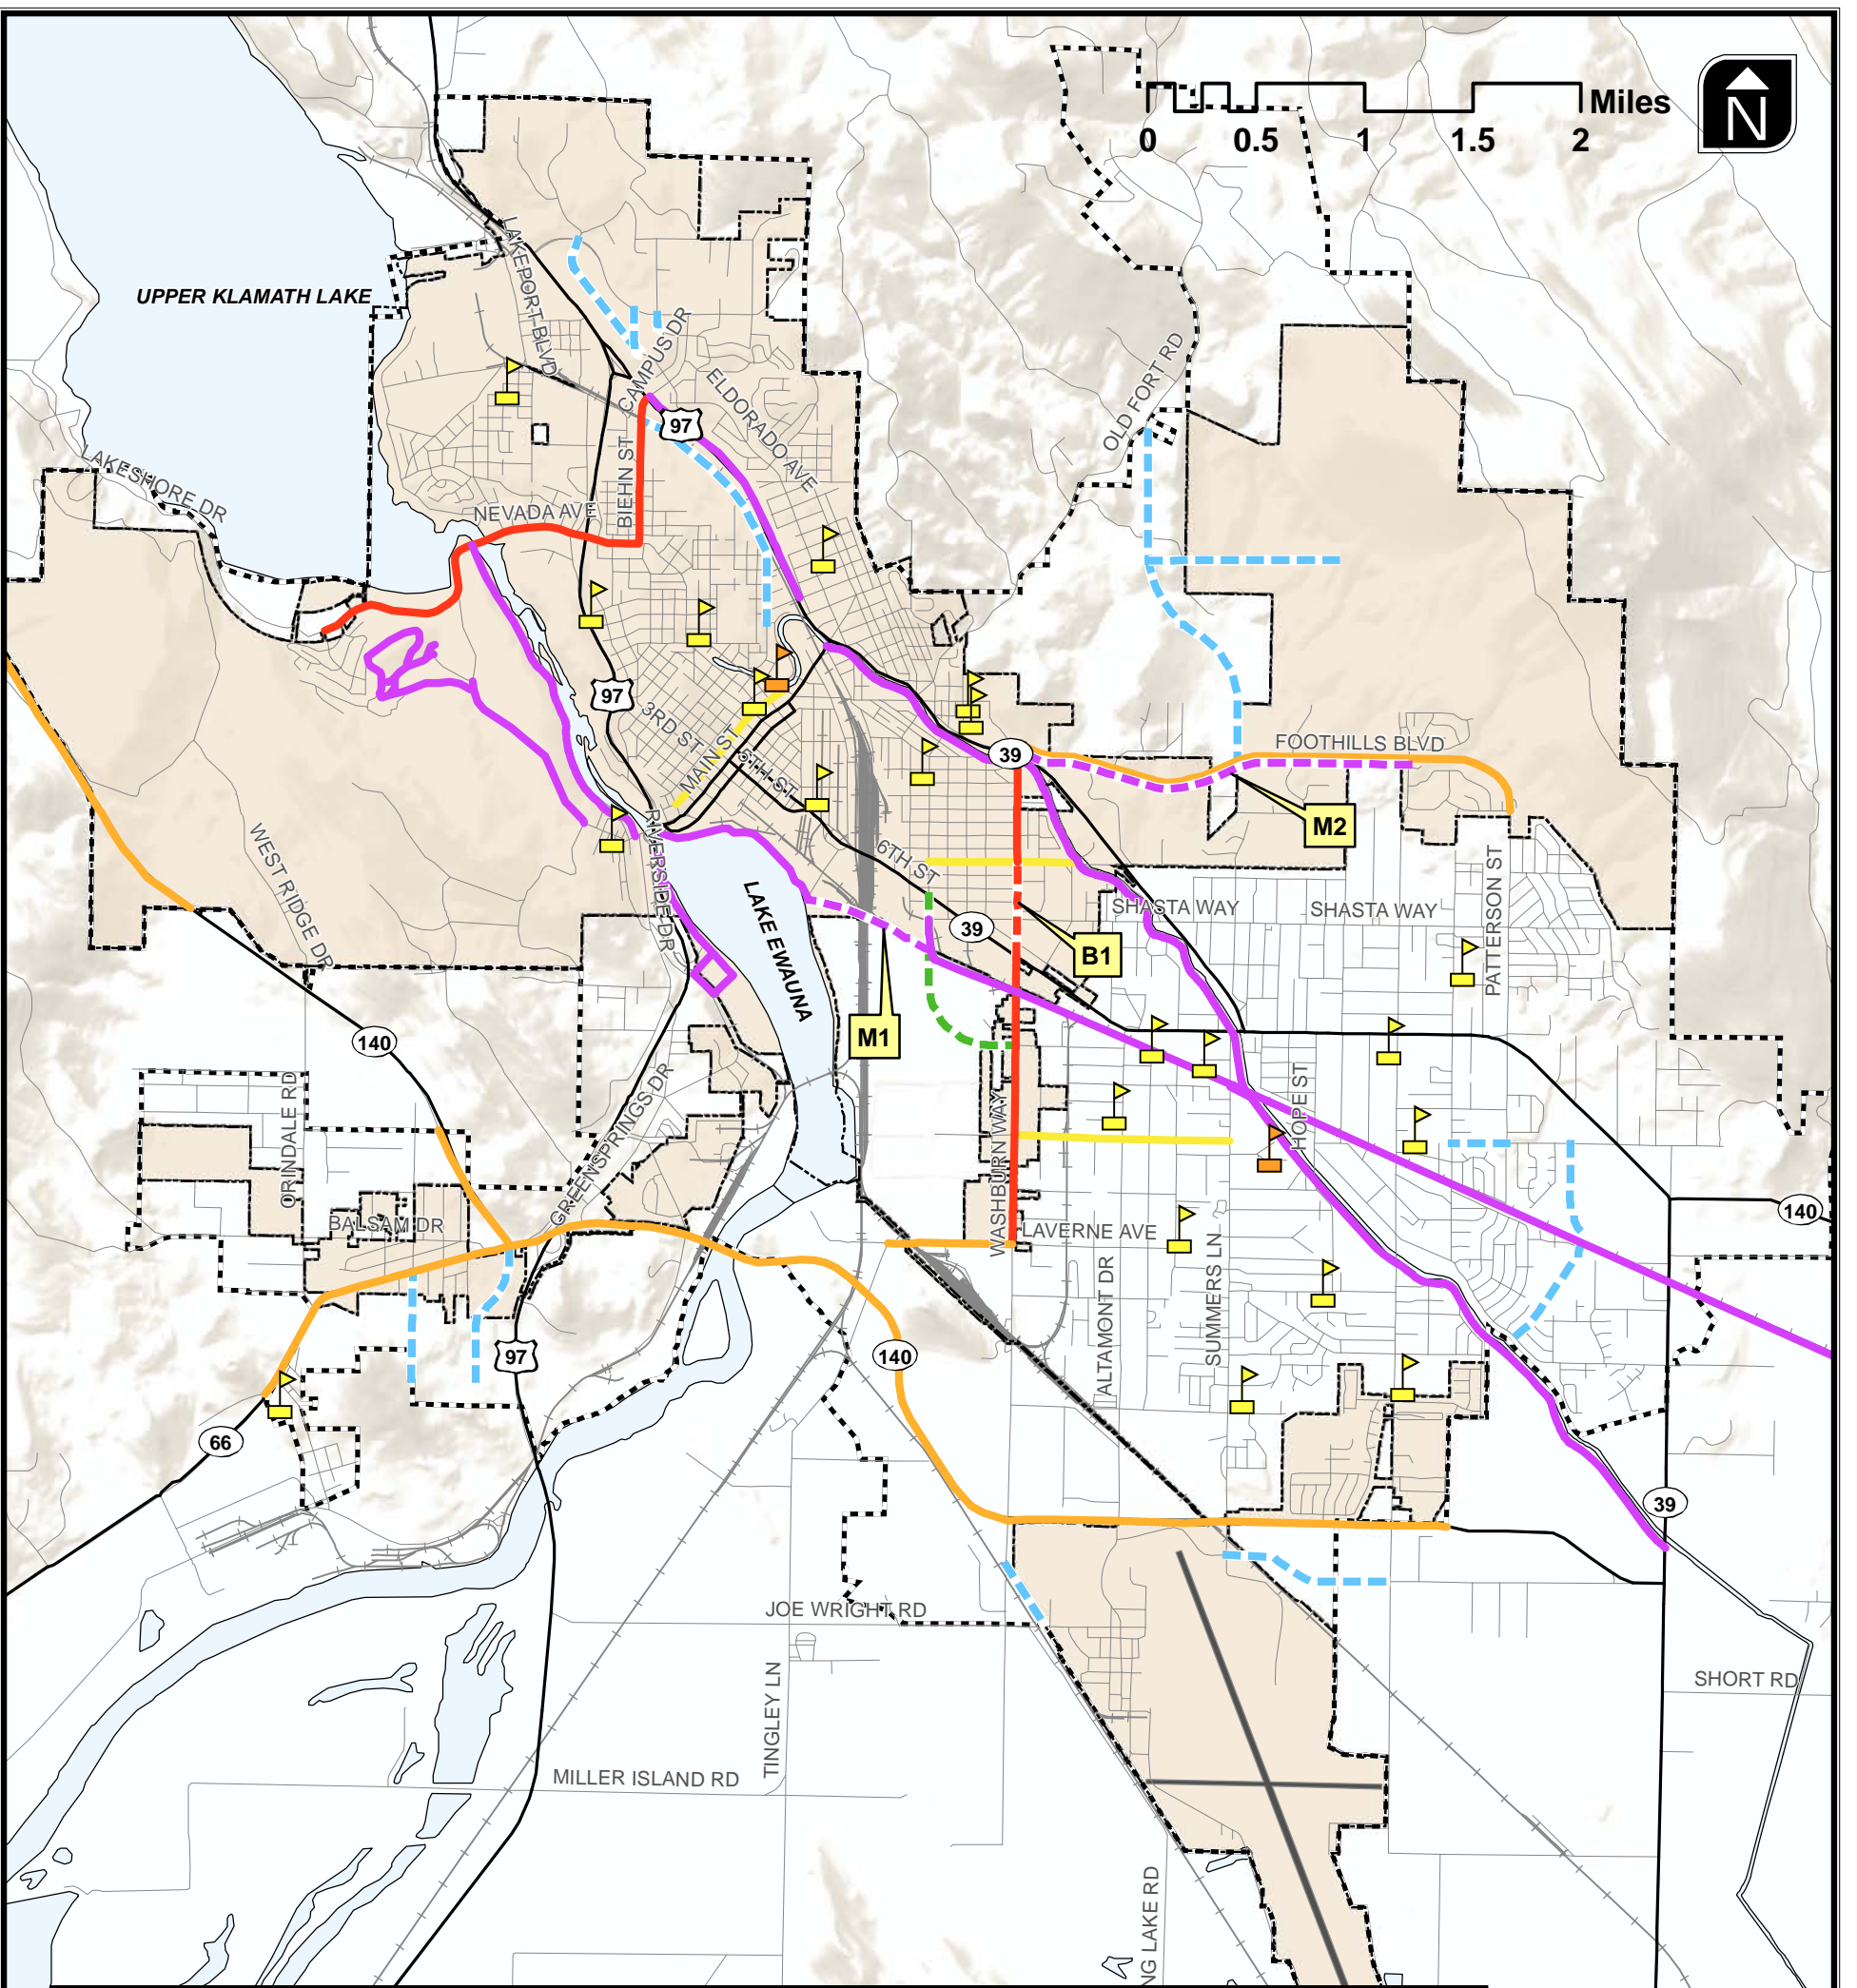 Miles
0 0.5 1 1.5 2
N
UPPER KLAMATH LAKE
LAKEPORT BLVD
CAMPUS DR
ELDORADO AVE
OLD FORT RD
97
BIEHN ST
LAKESHORE DR
NEVADA AVE
97
3RD ST
MAIN ST
5TH ST
39
FOOTHILLS BLVD
M2
WEST RIDGE DR
RIVERSIDE DR
6TH ST
LAKE EWAUNA
39
SHASTA WAY
SHASTA WAY
PATTERSON ST
B1
M1
140
ORINDALE RD
GREENSPRINGS DR
WASHBURN WAY
HOPE ST
BALSAM DR
LAVERNE AVE
140
ALTAMONT DR
SUMMERS LN
97
140
66
39
JOE WRIGHT RD
TINGLEY LN
SHORT RD
MILLER ISLAND RD
NG LAKE RD